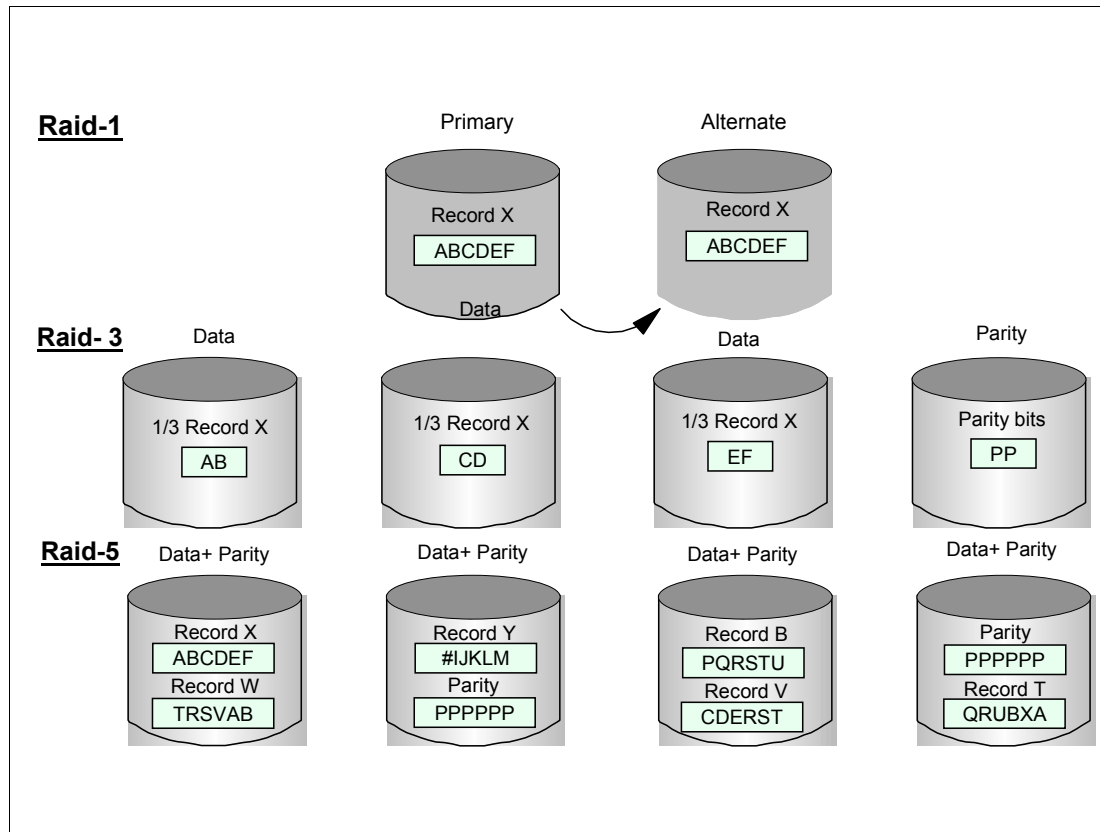 Raid-1
Primary
Alternate
Record X
Record X
ABCDEF
ABCDEF
Data
Raid- 3
Data
Data
Parity
1/3 Record X
1/3 Record X
1/3 Record X
Parity bits
AB
CD
EF
PP
Raid-5
Data+ Parity
Data+ Parity
Data+ Parity
Data+ Parity
Record X
Record Y
Record B
Parity
ABCDEF
#IJKLM
PQRSTU
PPPPPP
Record W
Parity
Record V
Record T
TRSVAB
PPPPPP
CDERST
QRUBXA